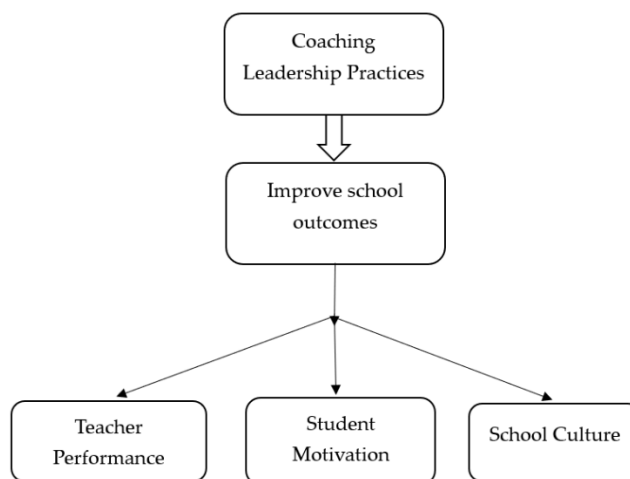 Coaching
Leadership Practices
Improve school
outcomes
Teacher
Performance
Student
Motivation
School Culture